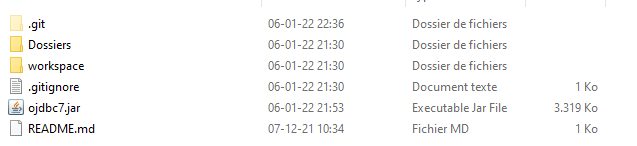 .git 06-01-22 22:36 Dossier de fichiers
Dossiers 06-01-22 21:30 Dossier de fichiers
workspace 06-01-22 21:30 Dossier de fichiers
.gitignore 06-01-22 21:30 Document texte 1 Ko
ojdbc7.jar 06-01-22 21:53 Executable Jar File 3.319 Ko
README.md 07-12-21 10:34 Fichier MD 1 Ko